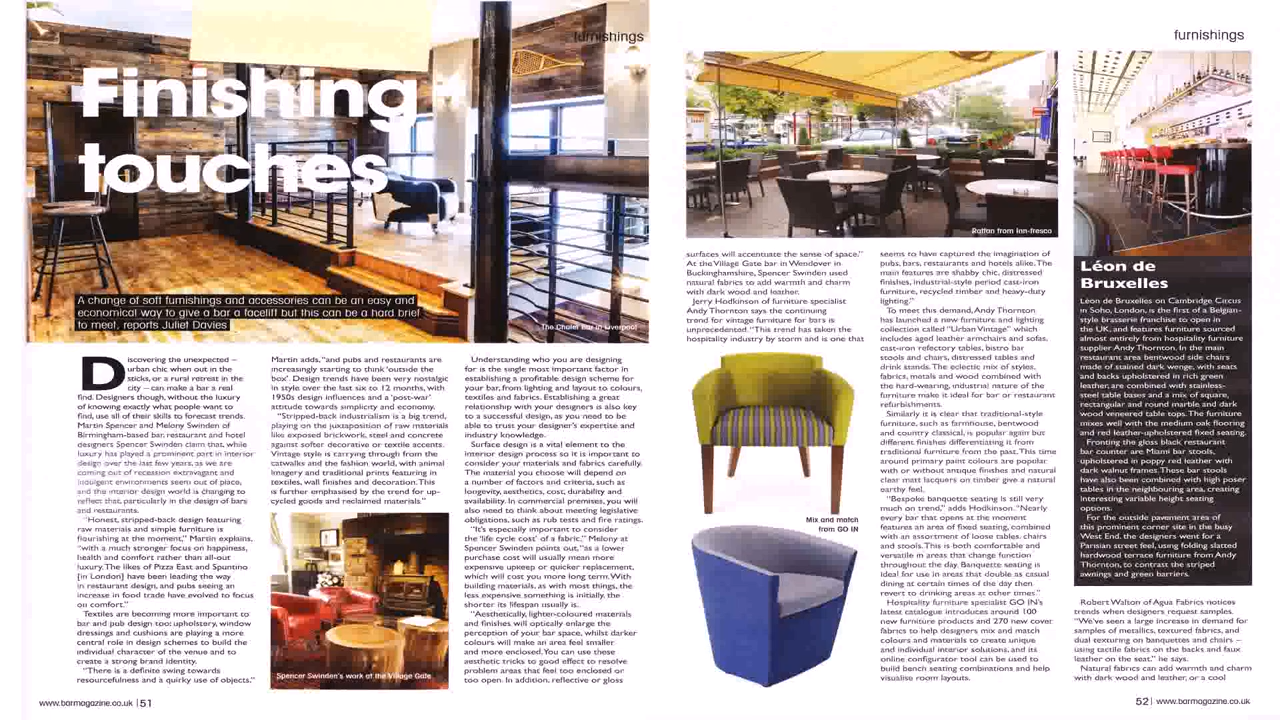 furnishings
Finishing
touches
A change of soft furnishings and accessories can be an easy and
economical way to give a bar a facelift but this can be a hard brief
to meet, reports Juliet Davies
The Chalet Bar in Liverpool
Discovering the unexpected –
urban chic when out in the
sticks, or a rural retreat in the
city – can make a bar a real
find. Designers though, without the luxury
of knowing exactly what people want to
find, use all of their skills to forecast trends.
Martin Spencer and Melony Swinden of
Birmingham-based bar, restaurant and hotel
designers Spencer Swinden claim that, while
luxury has played a prominent part in interior
design over the last few years, as we are
coming out of recession extravagant and
indulgent environments seem out of place,
and the interior design world is changing to
reflect that, particularly in the design of bars
and restaurants.
"Honest, stripped-back design featuring
raw materials and simple furniture is
flourishing at the moment," Martin explains,
"with a much stronger focus on happiness,
health and comfort rather than all-out
luxury. The likes of Pizza East and Spuntino
[in London] have been leading the way
in restaurant design, and pubs seeing an
increase in food trade have evolved to focus
on comfort."
Textiles are becoming more important to
bar and pub design too: upholstery, window
dressings and cushions are playing a more
central role in design schemes to build the
individual character of the venue and to
create a strong brand identity.
"There is a definite swing towards
resourcefulness and a quirky use of objects,"
Martin adds, "and pubs and restaurants are
increasingly starting to think 'outside the
box'. Design trends have been very nostalgic
in style over the last six to 12 months, with
1950s design influences and a 'post-war'
attitude towards simplicity and economy.
"Stripped-back industrialism is a big trend,
playing on the juxtaposition of raw materials
like exposed brickwork, steel and concrete
against softer decorative or textile accents.
Vintage style is carrying through from the
catwalks and the fashion world, with animal
imagery and traditional prints featuring in
textiles, wall finishes and decoration. This
is further emphasised by the trend for up-
cycled goods and reclaimed materials."
Spencer Swinden's work at the Village Gate
Understanding who you are designing
for is the single most important factor in
establishing a profitable design scheme for
your bar, from lighting and layout to colours,
textiles and fabrics. Establishing a great
relationship with your designers is also key
to a successful design, as you need to be
able to trust your designer's expertise and
industry knowledge.
Surface design is a vital element to the
interior design process so it is important to
consider your materials and fabrics carefully.
The material you choose will depend on
a number of factors and criteria, such as
longevity, aesthetics, cost, durability and
availability. In commercial premises, you will
also need to think about meeting legislative
obligations, such as rub tests and fire ratings.
"It's especially important to consider
the 'life cycle cost' of a fabric," Melony at
Spencer Swinden points out, "as a lower
purchase cost will usually mean more
expensive upkeep or quicker replacement,
which will cost you more long term. With
building materials, as with most things, the
less expensive something is initially, the
shorter its lifespan usually is.
"Aesthetically, lighter-coloured materials
and finishes will optically enlarge the
perception of your bar space, whilst darker
colours will make an area feel smaller
and more enclosed. You can use these
aesthetic tricks to good effect to resolve
problem areas that feel too enclosed or
too open. In addition, reflective or gloss
www.barmagazine.co.uk |51
furnishings
Rattan from Inn-fresco
surfaces will accentuate the sense of space."
At the Village Gate bar in Wendover in
Buckinghamshire, Spencer Swinden used
natural fabrics to add warmth and charm
with dark wood and leather.
Jerry Hodkinson of furniture specialist
Andy Thornton says the continuing
trend for vintage furniture for bars is
unprecedented. "This trend has taken the
hospitality industry by storm and is one that
Mix and match
from GO IN
seems to have captured the imagination of
pubs, bars, restaurants and hotels alike. The
main features are shabby chic, distressed
finishes, industrial-style period cast-iron
furniture, recycled timber and heavy-duty
lighting."
To meet this demand, Andy Thornton
has launched a new furniture and lighting
collection called "Urban Vintage" which
includes aged leather armchairs and sofas,
cast-iron refectory tables, bistro bar
stools and chairs, distressed tables and
drink stands. The eclectic mix of styles,
fabrics, metals and wood combined with
the hard-wearing, industrial nature of the
furniture make it ideal for bar or restaurant
refurbishments.
Similarly it is clear that traditional-style
furniture, such as farmhouse, bentwood
and country classical, is popular again but
different finishes differentiating it from
traditional furniture from the past. This time
around primary paint colours are popular
with or without antique finishes and natural
clear matt lacquers on timber give a natural
earthy feel.
"Bespoke banquette seating is still very
much on trend," adds Hodkinson. "Nearly
every bar that opens at the moment
features an area of fixed seating, combined
with an assortment of loose tables, chairs
and stools. This is both comfortable and
versatile in areas that change function
throughout the day. Banquette seating is
ideal for use in areas that double as casual
dining at certain times of the day then
revert to drinking areas at other times."
Hospitality furniture specialist GO IN's
latest catalogue introduces around 100
new furniture products and 270 new cover
fabrics to help designers mix and match
colours and materials to create unique
and individual interior solutions, and its
online configurator tool can be used to
build bench seating combinations and help
visualise room layouts.
Léon de
Bruxelles
Léon de Bruxelles on Cambridge Circus
in Soho, London, is the first of a Belgian-
style brasserie franchise to open in
the UK, and features furniture sourced
almost entirely from hospitality furniture
supplier Andy Thornton. In the main
restaurant area bentwood side chairs
made of stained dark wenge, with seats
and backs upholstered in rich green
leather, are combined with stainless-
steel table bases and a mix of square,
rectangular and round marble and dark
wood veneered table tops. The furniture
mixes well with the medium oak flooring
and red leather-upholstered fixed seating.
Fronting the gloss black restaurant
bar counter are Miami bar stools,
upholstered in poppy red leather with
dark walnut frames. These bar stools
have also been combined with high poser
tables in the neighbouring area, creating
interesting variable height seating
options.
For the outside pavement area of
this prominent corner site in the busy
West End, the designers went for a
Parisian street feel, using folding slatted
hardwood terrace furniture from Andy
Thornton, to contrast the striped
awnings and green barriers.
Robert Walton of Agua Fabrics notices
trends when designers request samples.
"We've seen a large increase in demand for
samples of metallics, textured fabrics, and
dual texturing on banquettes and chairs –
using tactile fabrics on the backs and faux
leather on the seat," he says.
Natural fabrics can add warmth and charm
with dark wood and leather, or a cool
52| www.barmagazine.co.uk